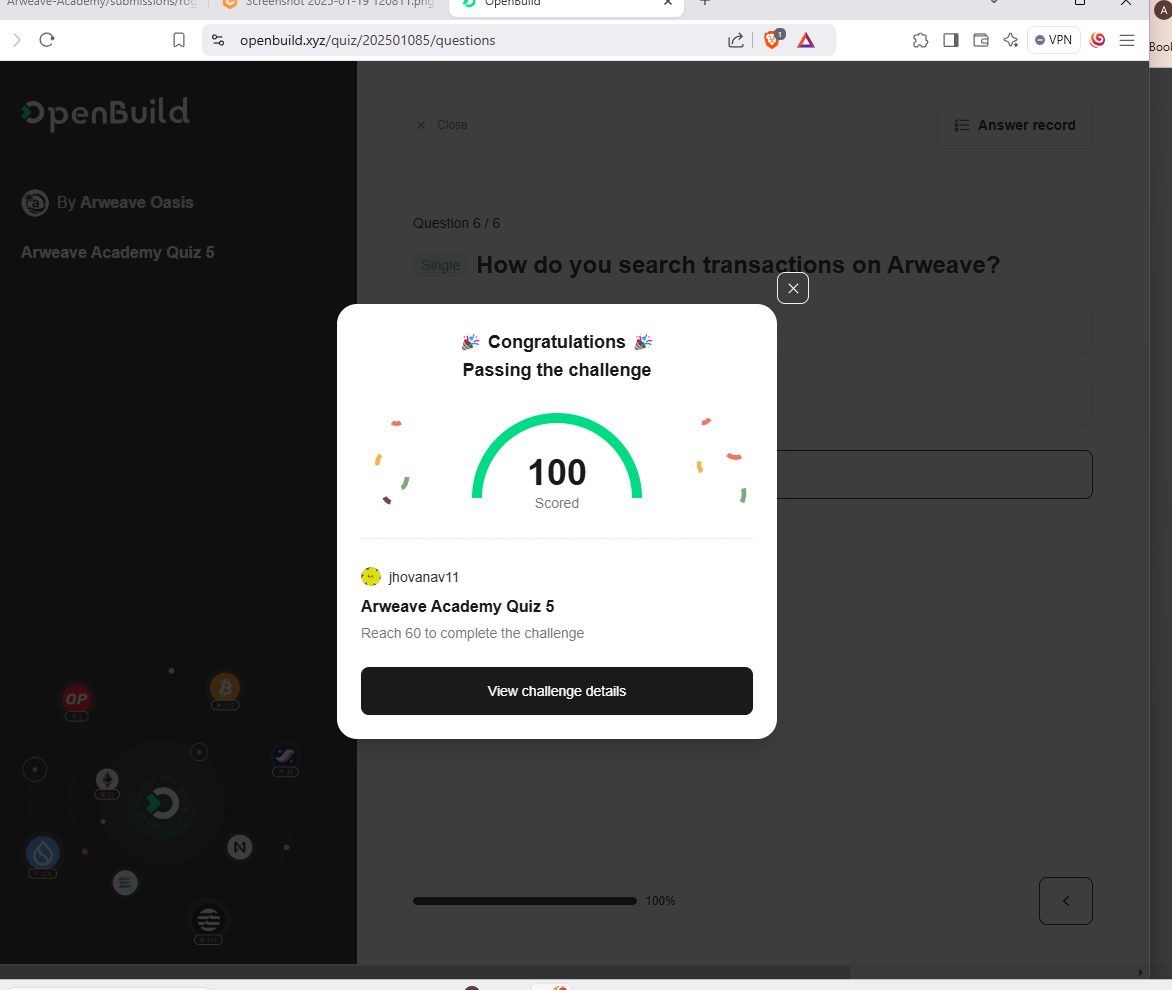 Arweave-Academy/submissions/rog
Screenshot 2025-01-19 120811.png
OpenBuild
A
openbuild.xyz/quiz/202501085/questions
1
VPN
Book
OpenBuild
Close
Answer record
By Arweave Oasis
Question 6 / 6
Arweave Academy Quiz 5
Single
How do you search transactions on Arweave?
Congratulations
Passing the challenge
100
Scored
jhovanav11
Arweave Academy Quiz 5
Reach 60 to complete the challenge
View challenge details
OP
100%